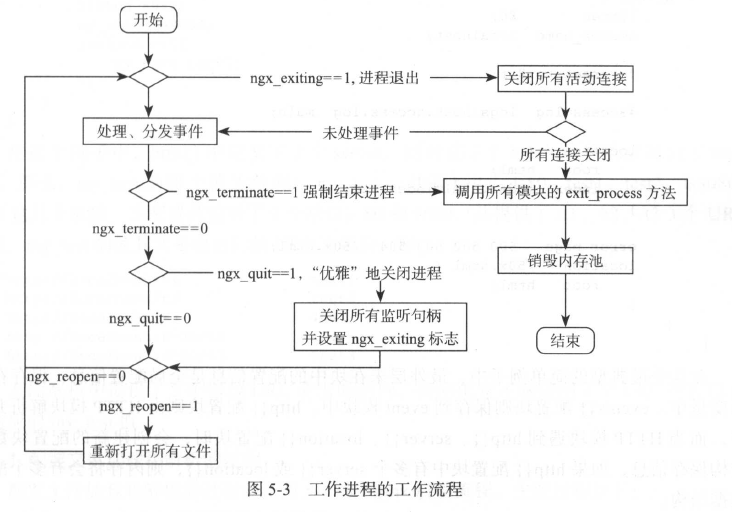 开始
ngx_exiting==1, 进程退出
关闭所有活动连接
处理、分发事件
未处理事件
所有连接关闭
ngx_terminate==1 强制结束进程
调用所有模块的 exit_process 方法
ngx_terminate==0
销毁内存池
ngx_quit==1，“优雅”地关闭进程
关闭所有监听句柄
并设置 ngx_exiting 标志
结束
ngx_quit==0
ngx_reopen==0
ngx_reopen==1
重新打开所有文件
图 5-3 工作进程的工作流程